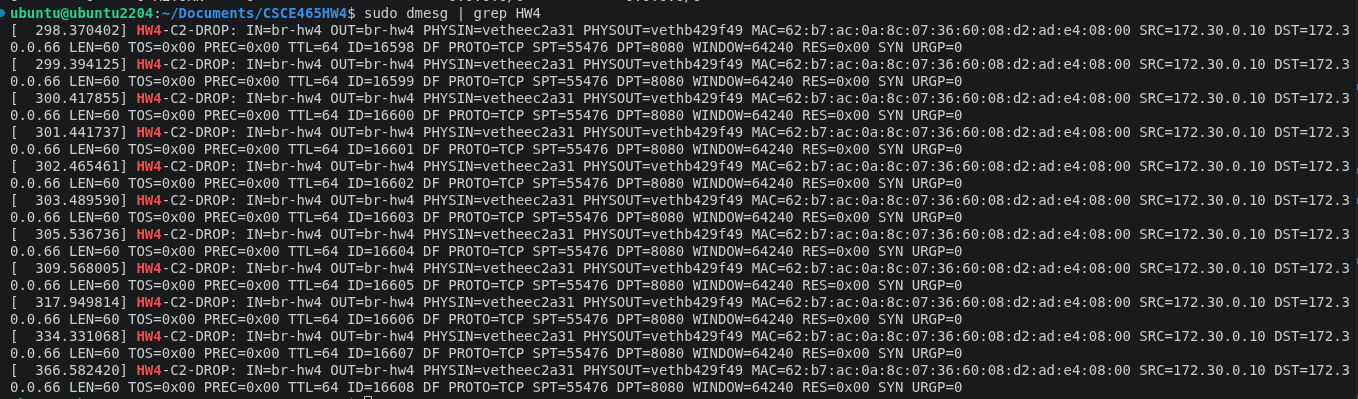 ubuntu@ubuntu2204:~/Documents/CSCE465HW4$ sudo dmesg | grep HW4
[  298.370402] HW4-C2-DROP: IN=br-hw4 OUT=br-hw4 PHYSIN=vetheec2a31 PHYSOUT=vethb429f49 MAC=62:b7:ac:0a:8c:07:36:60:08:d2:ad:e4:08:00 SRC=172.30.0.10 DST=172.3
0.0.66 LEN=60 TOS=0x00 PREC=0x00 TTL=64 ID=16598 DF PROTO=TCP SPT=55476 DPT=8080 WINDOW=64240 RES=0x00 SYN URGP=0
[  299.394125] HW4-C2-DROP: IN=br-hw4 OUT=br-hw4 PHYSIN=vetheec2a31 PHYSOUT=vethb429f49 MAC=62:b7:ac:0a:8c:07:36:60:08:d2:ad:e4:08:00 SRC=172.30.0.10 DST=172.3
0.0.66 LEN=60 TOS=0x00 PREC=0x00 TTL=64 ID=16599 DF PROTO=TCP SPT=55476 DPT=8080 WINDOW=64240 RES=0x00 SYN URGP=0
[  300.417855] HW4-C2-DROP: IN=br-hw4 OUT=br-hw4 PHYSIN=vetheec2a31 PHYSOUT=vethb429f49 MAC=62:b7:ac:0a:8c:07:36:60:08:d2:ad:e4:08:00 SRC=172.30.0.10 DST=172.3
0.0.66 LEN=60 TOS=0x00 PREC=0x00 TTL=64 ID=16600 DF PROTO=TCP SPT=55476 DPT=8080 WINDOW=64240 RES=0x00 SYN URGP=0
[  301.441737] HW4-C2-DROP: IN=br-hw4 OUT=br-hw4 PHYSIN=vetheec2a31 PHYSOUT=vethb429f49 MAC=62:b7:ac:0a:8c:07:36:60:08:d2:ad:e4:08:00 SRC=172.30.0.10 DST=172.3
0.0.66 LEN=60 TOS=0x00 PREC=0x00 TTL=64 ID=16601 DF PROTO=TCP SPT=55476 DPT=8080 WINDOW=64240 RES=0x00 SYN URGP=0
[  302.465461] HW4-C2-DROP: IN=br-hw4 OUT=br-hw4 PHYSIN=vetheec2a31 PHYSOUT=vethb429f49 MAC=62:b7:ac:0a:8c:07:36:60:08:d2:ad:e4:08:00 SRC=172.30.0.10 DST=172.3
0.0.66 LEN=60 TOS=0x00 PREC=0x00 TTL=64 ID=16602 DF PROTO=TCP SPT=55476 DPT=8080 WINDOW=64240 RES=0x00 SYN URGP=0
[  303.489590] HW4-C2-DROP: IN=br-hw4 OUT=br-hw4 PHYSIN=vetheec2a31 PHYSOUT=vethb429f49 MAC=62:b7:ac:0a:8c:07:36:60:08:d2:ad:e4:08:00 SRC=172.30.0.10 DST=172.3
0.0.66 LEN=60 TOS=0x00 PREC=0x00 TTL=64 ID=16603 DF PROTO=TCP SPT=55476 DPT=8080 WINDOW=64240 RES=0x00 SYN URGP=0
[  305.536736] HW4-C2-DROP: IN=br-hw4 OUT=br-hw4 PHYSIN=vetheec2a31 PHYSOUT=vethb429f49 MAC=62:b7:ac:0a:8c:07:36:60:08:d2:ad:e4:08:00 SRC=172.30.0.10 DST=172.3
0.0.66 LEN=60 TOS=0x00 PREC=0x00 TTL=64 ID=16604 DF PROTO=TCP SPT=55476 DPT=8080 WINDOW=64240 RES=0x00 SYN URGP=0
[  309.568005] HW4-C2-DROP: IN=br-hw4 OUT=br-hw4 PHYSIN=vetheec2a31 PHYSOUT=vethb429f49 MAC=62:b7:ac:0a:8c:07:36:60:08:d2:ad:e4:08:00 SRC=172.30.0.10 DST=172.3
0.0.66 LEN=60 TOS=0x00 PREC=0x00 TTL=64 ID=16605 DF PROTO=TCP SPT=55476 DPT=8080 WINDOW=64240 RES=0x00 SYN URGP=0
[  317.949814] HW4-C2-DROP: IN=br-hw4 OUT=br-hw4 PHYSIN=vetheec2a31 PHYSOUT=vethb429f49 MAC=62:b7:ac:0a:8c:07:36:60:08:d2:ad:e4:08:00 SRC=172.30.0.10 DST=172.3
0.0.66 LEN=60 TOS=0x00 PREC=0x00 TTL=64 ID=16606 DF PROTO=TCP SPT=55476 DPT=8080 WINDOW=64240 RES=0x00 SYN URGP=0
[  334.331068] HW4-C2-DROP: IN=br-hw4 OUT=br-hw4 PHYSIN=vetheec2a31 PHYSOUT=vethb429f49 MAC=62:b7:ac:0a:8c:07:36:60:08:d2:ad:e4:08:00 SRC=172.30.0.10 DST=172.3
0.0.66 LEN=60 TOS=0x00 PREC=0x00 TTL=64 ID=16607 DF PROTO=TCP SPT=55476 DPT=8080 WINDOW=64240 RES=0x00 SYN URGP=0
[  366.582420] HW4-C2-DROP: IN=br-hw4 OUT=br-hw4 PHYSIN=vetheec2a31 PHYSOUT=vethb429f49 MAC=62:b7:ac:0a:8c:07:36:60:08:d2:ad:e4:08:00 SRC=172.30.0.10 DST=172.3
0.0.66 LEN=60 TOS=0x00 PREC=0x00 TTL=64 ID=16608 DF PROTO=TCP SPT=55476 DPT=8080 WINDOW=64240 RES=0x00 SYN URGP=0